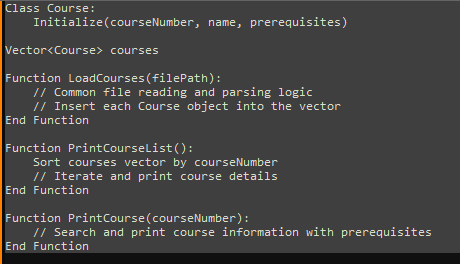 Class Course:
    Initialize(courseNumber, name, prerequisites)

Vector<Course> courses

Function LoadCourses(filePath):
    // Common file reading and parsing logic
    // Insert each Course object into the vector
End Function

Function PrintCourseList():
    Sort courses vector by courseNumber
    // Iterate and print course details
End Function

Function PrintCourse(courseNumber):
    // Search and print course information with prerequisites
End Function